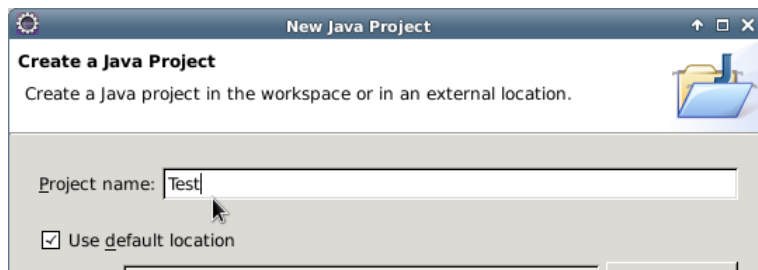 New Java Project
Create a Java Project
Create a Java project in the workspace or in an external location.
Project name: Test
Use default location